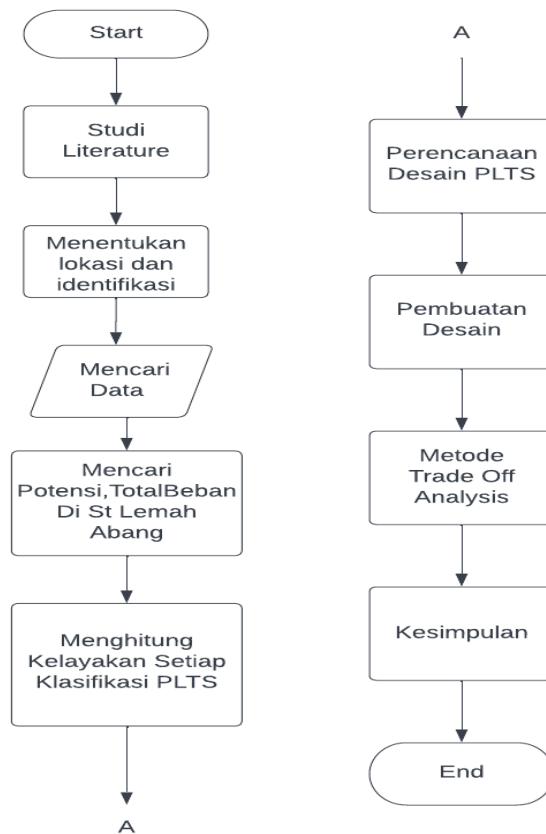 Start
Studi
Literature
Menentukan
lokasi dan
identifikasi
Mencari
Data
Mencari
Potensi,TotalBeban
Di St Lemah
Abang
Menghitung
Kelayakan Setiap
Klasifikasi PLTS
A
A
Perencanaan
Desain PLTS
Pembuatan
Desain
Metode
Trade Off
Analysis
Kesimpulan
End